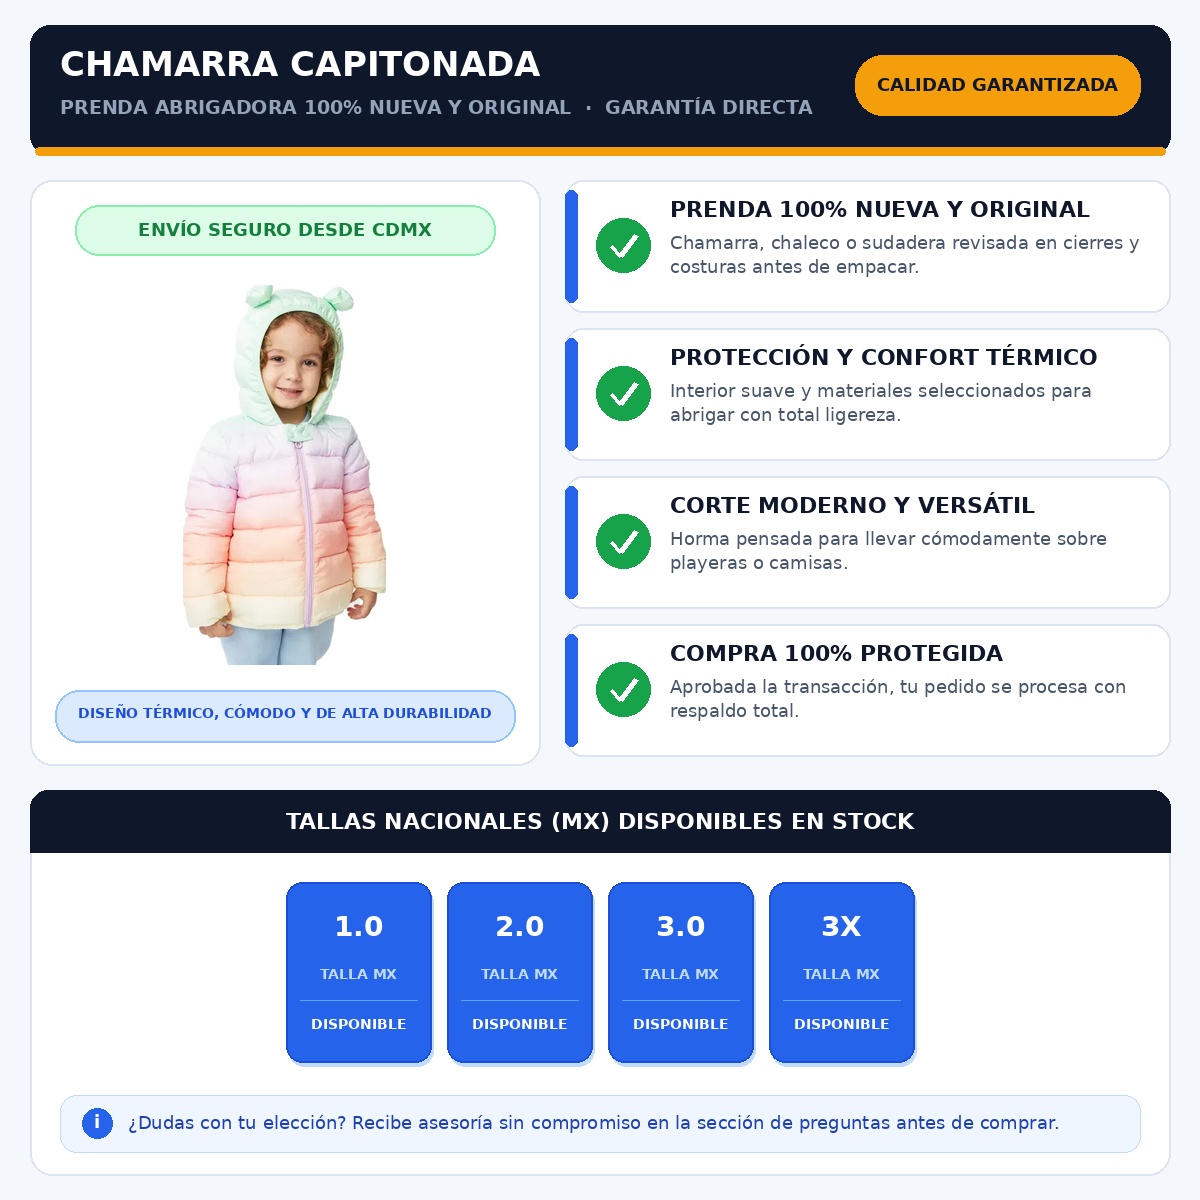 CHAMARRA CAPITONADA
PRENDA ABRIGADORA 100% NUEVA Y ORIGINAL · GARANTÍA DIRECTA
CALIDAD GARANTIZADA
ENVÍO SEGURO DESDE CDMX
DISEÑO TÉRMICO, CÓMODO Y DE ALTA DURABILIDAD
PRENDA 100% NUEVA Y ORIGINAL
Chamarra, chaleco o sudadera revisada en cierres y
costuras antes de empacar.
PROTECCIÓN Y CONFORT TÉRMICO
Interior suave y materiales seleccionados para
abrigar con total ligereza.
CORTE MODERNO Y VERSÁTIL
Horma pensada para llevar cómodamente sobre
playeras o camisas.
COMPRA 100% PROTEGIDA
Aprobada la transacción, tu pedido se procesa con
respaldo total.
TALLAS NACIONALES (MX) DISPONIBLES EN STOCK
1.0
TALLA MX
DISPONIBLE
2.0
TALLA MX
DISPONIBLE
3.0
TALLA MX
DISPONIBLE
3X
TALLA MX
DISPONIBLE
i ¿Dudas con tu elección? Recibe asesoría sin compromiso en la sección de preguntas antes de comprar.